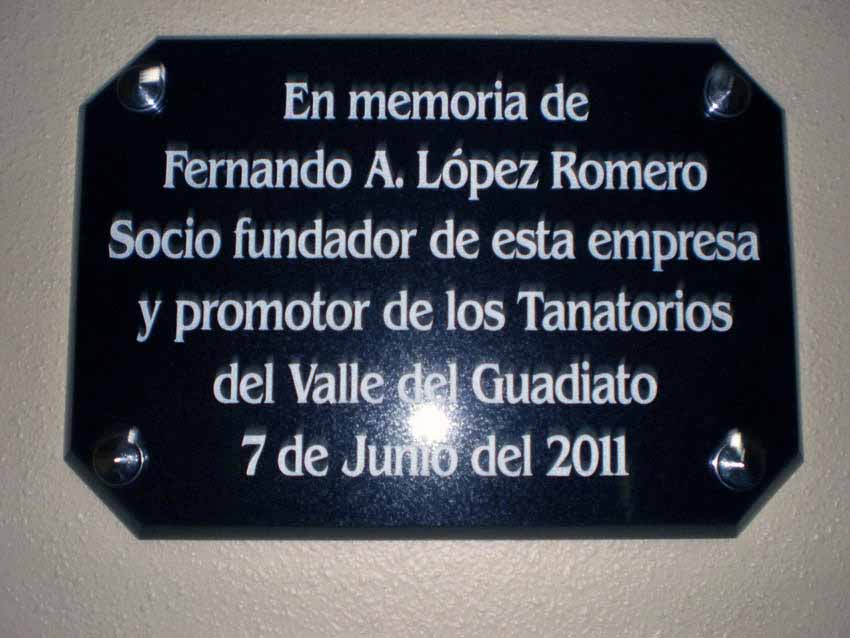 En memoria de
Fernando A. López Romero
Socio fundador de esta empresa
y promotor de los Tanatorios
del Valle del Guadiato
7 de Junio del 2011